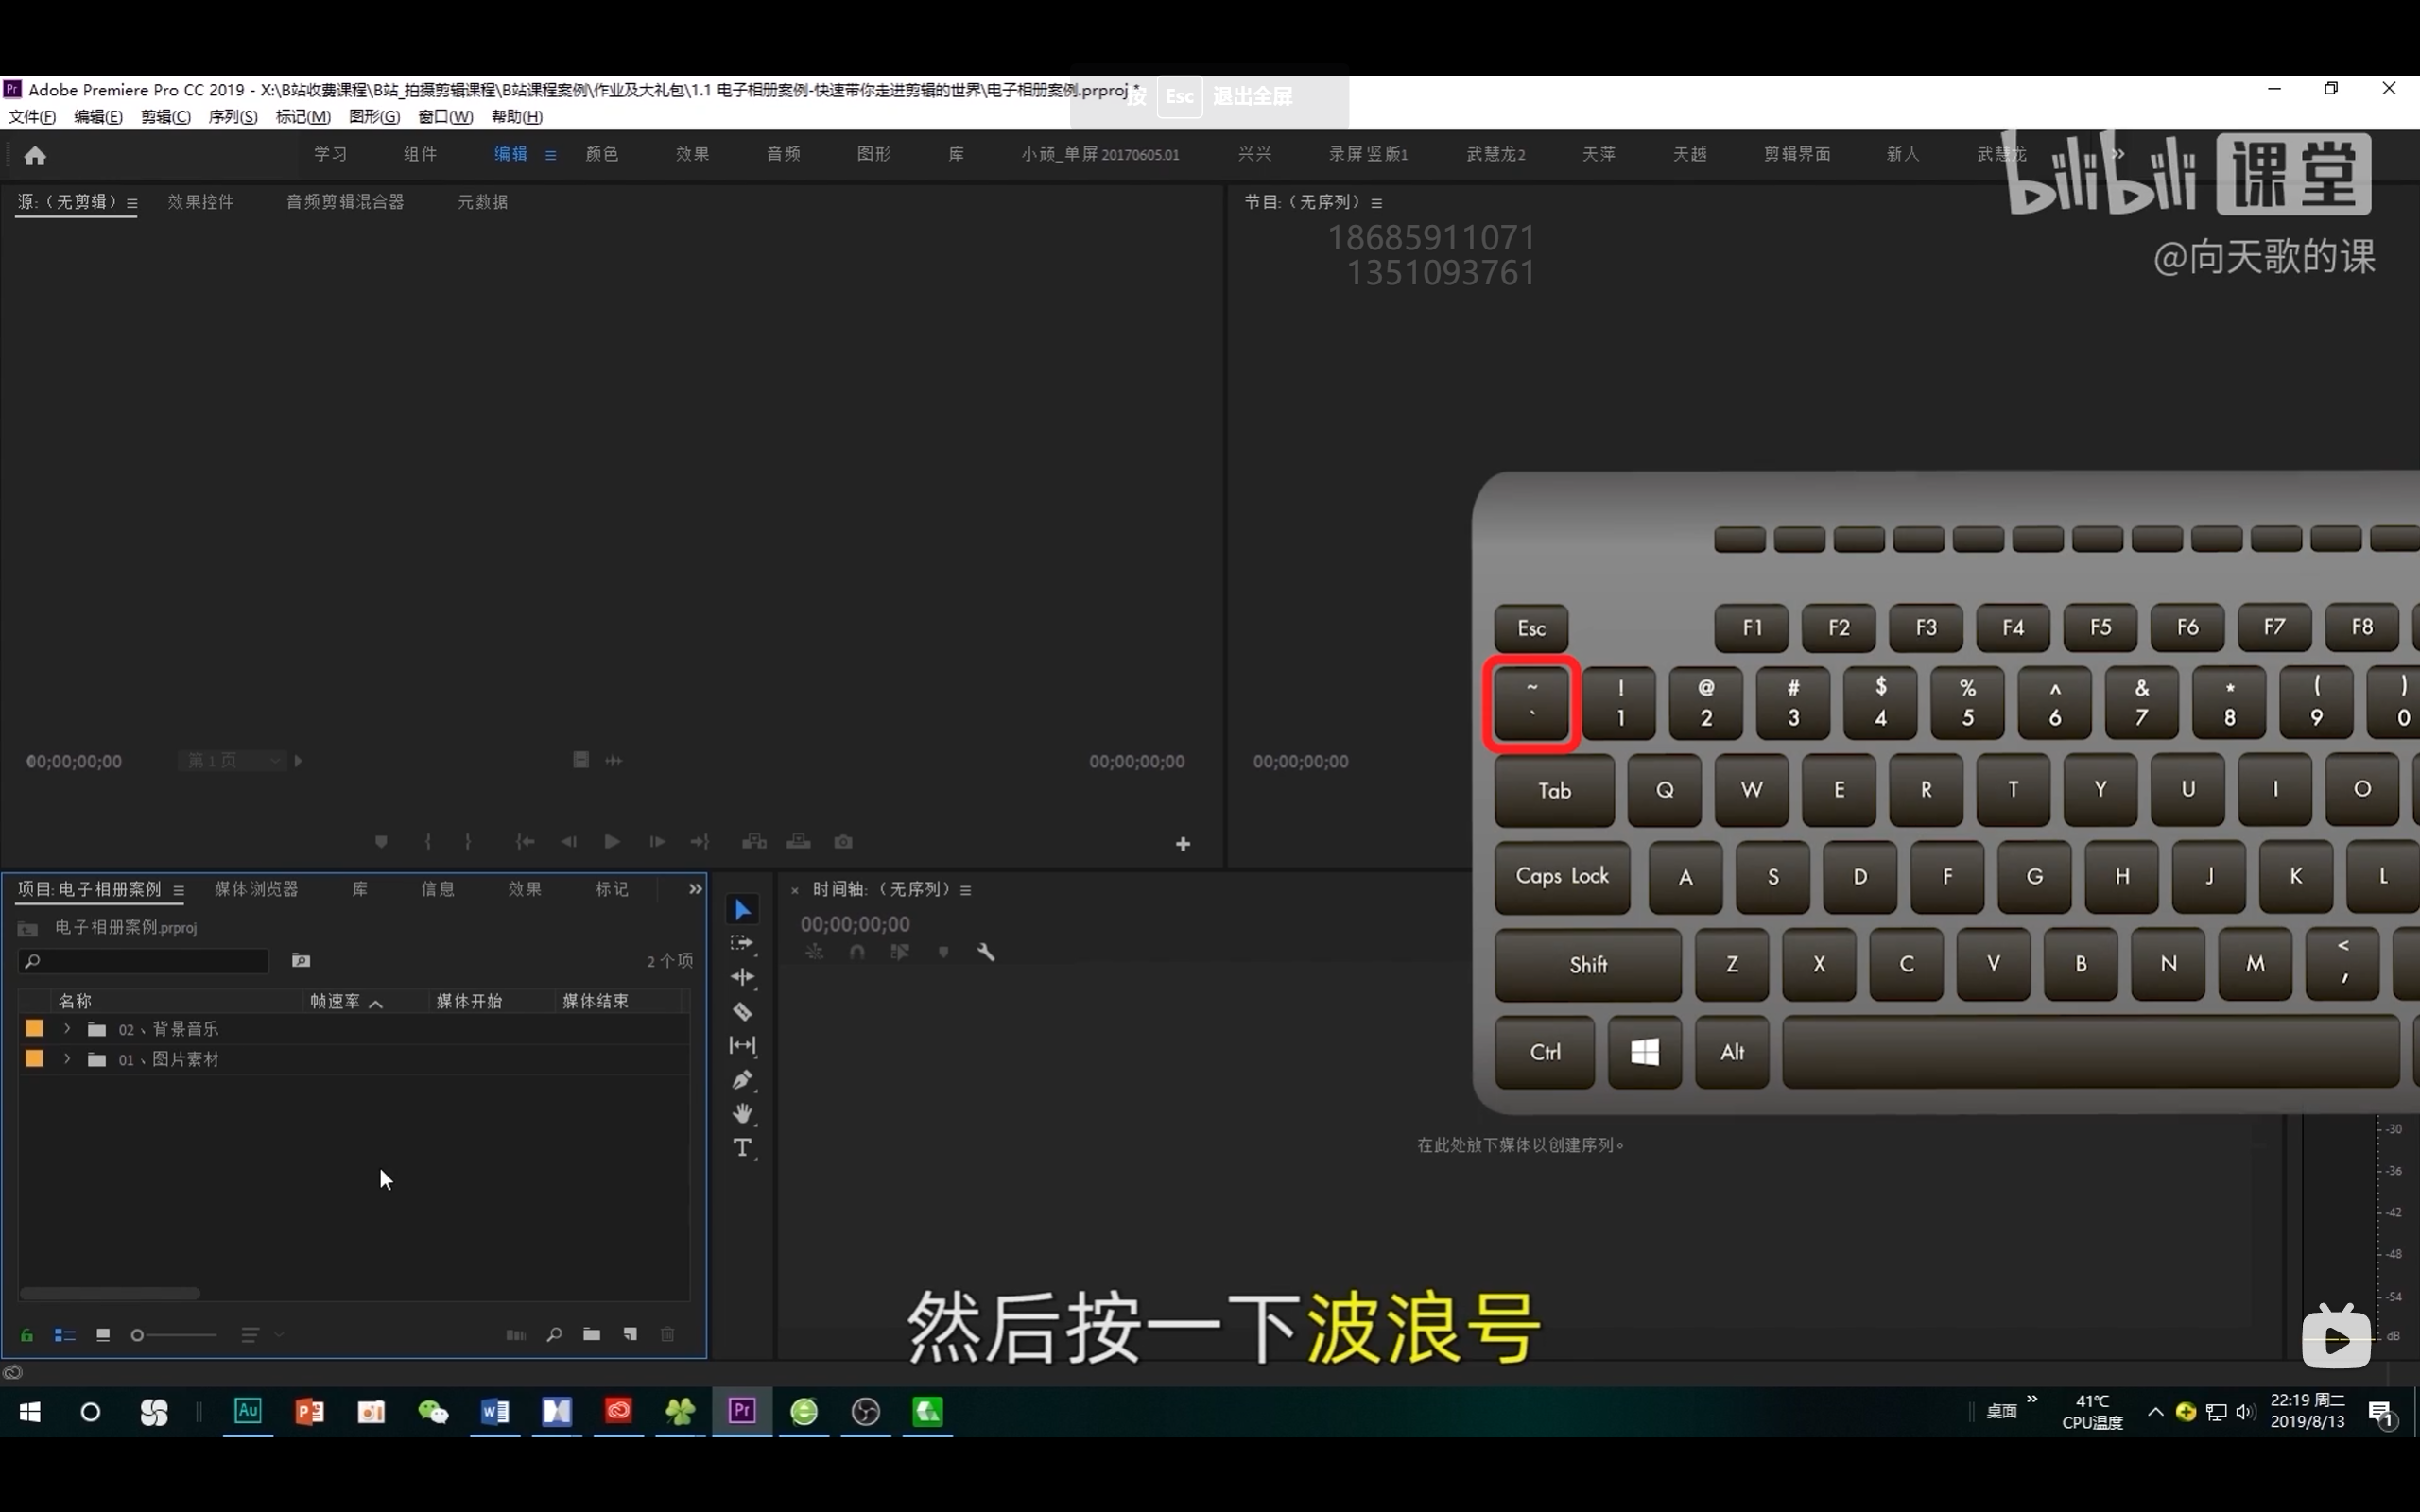 Adobe Premiere Pro CC 2019 - X:\B站收费课程\B站_拍摄剪辑课程\B站课程案例\作业及大礼包\1.1 电子相册案例-快速带你走进剪辑的世界\电子相册案例.prproj *
按 Esc 退出全屏
文件(F) 编辑(E) 剪辑(C) 序列(S) 标记(M) 图形(G) 窗口(W) 帮助(H)
学习 组件 编辑 颜色 效果 音频 图形 库 小顽_单屏20170605.01 兴兴 录屏竖版1 武慧龙2 天萍 天越 剪辑界面 新人 武慧龙
bilibili 课堂
@向天歌的课
源:（无剪辑） 效果控件 音频剪辑混合器 元数据
节目:（无序列）
18685911071
1351093761
00;00;00;00 第1页 00;00;00;00 00;00;00;00
Esc F1 F2 F3 F4 F5 F6 F7 F8
~ ! @ # $ % ^ & * ( )
` 1 2 3 4 5 6 7 8 9 0
Tab Q W E R T Y U I O
Caps Lock A S D F G H J K L
Shift Z X C V B N M < ,
Ctrl Alt
项目:电子相册案例 媒体浏览器 库 信息 效果 标记
电子相册案例.prproj
2个项
名称 帧速率 媒体开始 媒体结束
02、背景音乐
01、图片素材
× 时间轴:（无序列）
00;00;00;00
T
在此处放下媒体以创建序列。
-30
-36
-42
-48
-54
dB
然后按一下波浪号
Au Pr
桌面
41℃
CPU温度
22:19 周二
2019/8/13
1